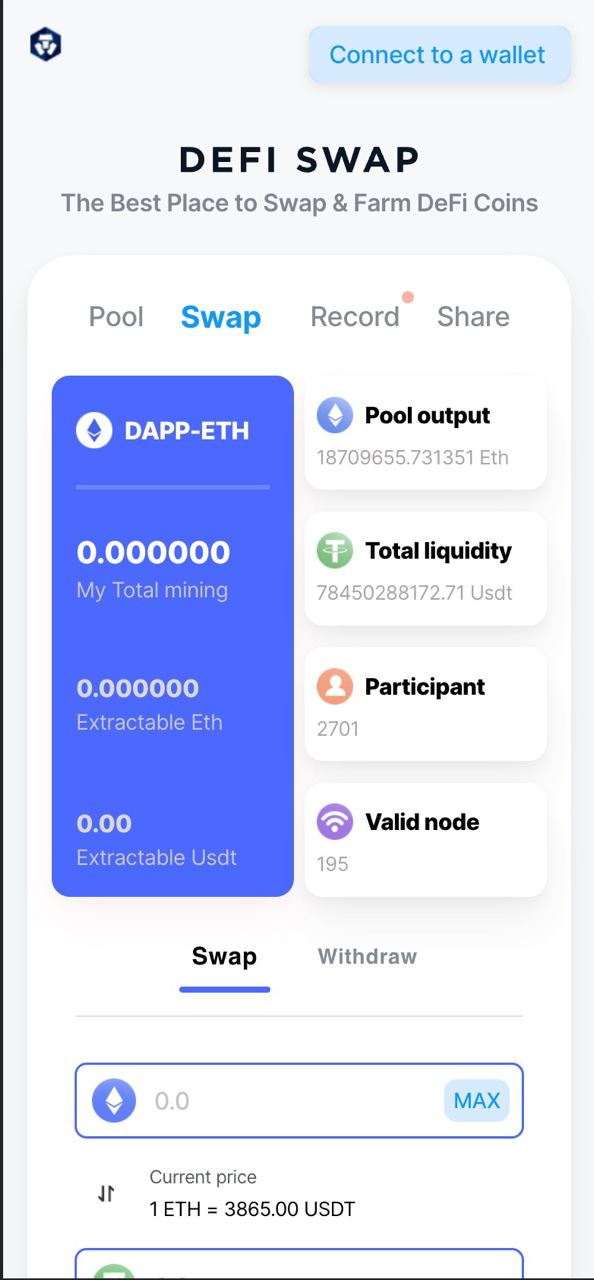 Connect to a wallet
DEFI SWAP
The Best Place to Swap & Farm DeFi Coins
Pool Swap Record Share
DAPP-ETH
0.000000
My Total mining
0.000000
Extractable Eth
0.00
Extractable Usdt
Pool output
18709655.731351 Eth
Total liquidity
78450288172.71 Usdt
Participant
2701
Valid node
195
Swap Withdraw
0.0 MAX
Current price
1 ETH = 3865.00 USDT